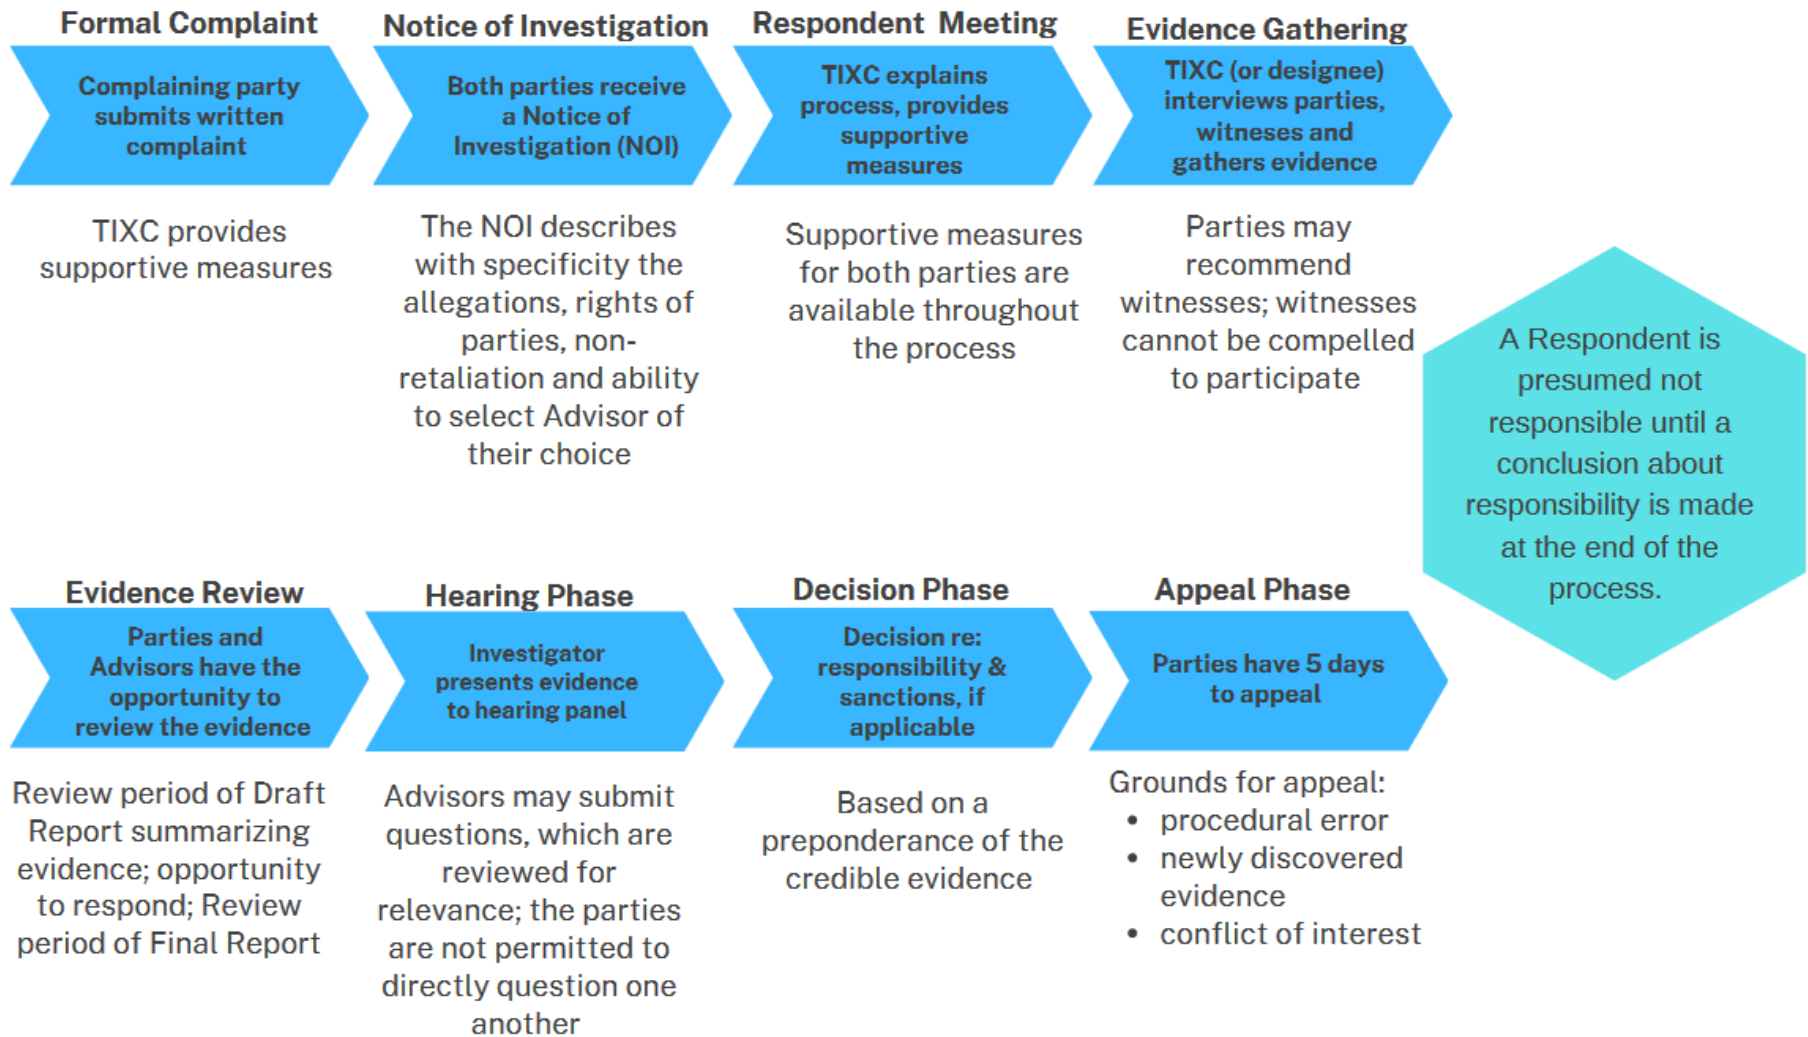 Formal Complaint
Complaining party
submits written
complaint
TIXC provides
supportive measures
Notice of Investigation
Both parties receive
a Notice of
Investigation (NOI)
The NOI describes
with specificity the
allegations, rights of
parties, non-
retaliation and ability
to select Advisor of
their choice
Respondent Meeting
TIXC explains
process, provides
supportive
measures
Supportive measures
for both parties are
available throughout
the process
Evidence Gathering
TIXC (or designee)
interviews parties,
witneses and
gathers evidence
Parties may
recommend
witnesses; witnesses
cannot be compelled
to participate
A Respondent is
presumed not
responsible until a
conclusion about
responsibility is made
at the end of the
process.
Evidence Review
Parties and
Advisors have the
opportunity to
review the evidence
Review period of Draft
Report summarizing
evidence; opportunity
to respond; Review
period of Final Report
Hearing Phase
Investigator
presents evidence
to hearing panel
Advisors may submit
questions, which are
reviewed for
relevance; the parties
are not permitted to
directly question one
another
Decision Phase
Decision re:
responsibility &
sanctions, if
applicable
Based on a
preponderance of the
credible evidence
Appeal Phase
Parties have 5 days
to appeal
Grounds for appeal:
• procedural error
• newly discovered
evidence
• conflict of interest